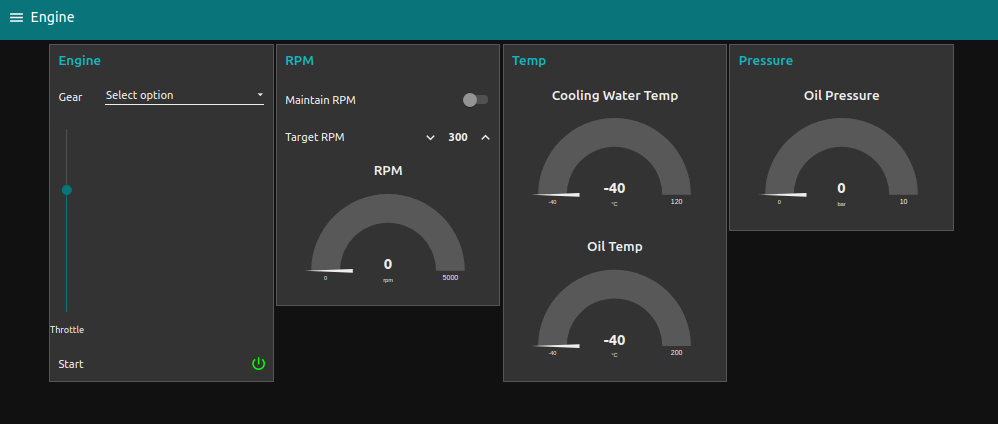 Engine
Engine
Gear Select option
Throttle
Start
RPM
Maintain RPM
Target RPM 300
RPM
0
rpm
0 5000
Temp
Cooling Water Temp
-40
°C
-40 120
Oil Temp
-40
°C
-40 200
Pressure
Oil Pressure
0
bar
0 10